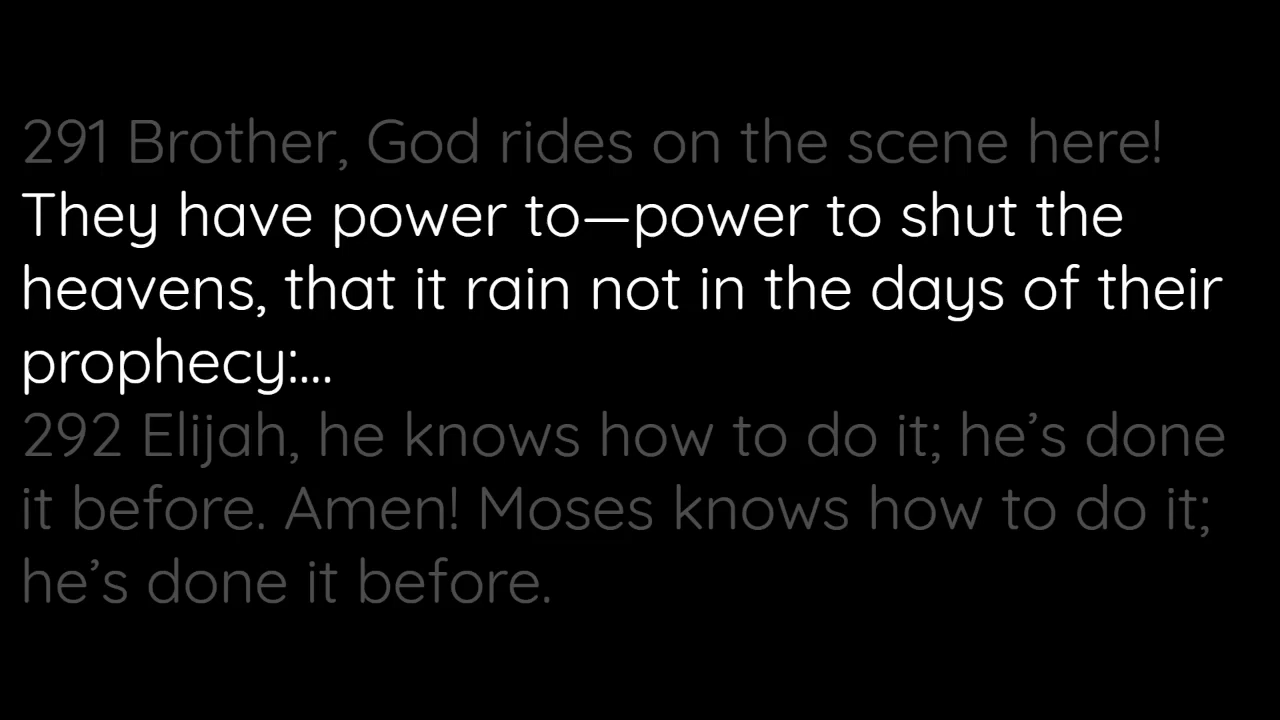 291 Brother, God rides on the scene here!
They have power to—power to shut the
heavens, that it rain not in the days of their
prophecy:...
292 Elijah, he knows how to do it; he’s done
it before. Amen! Moses knows how to do it;
he’s done it before.